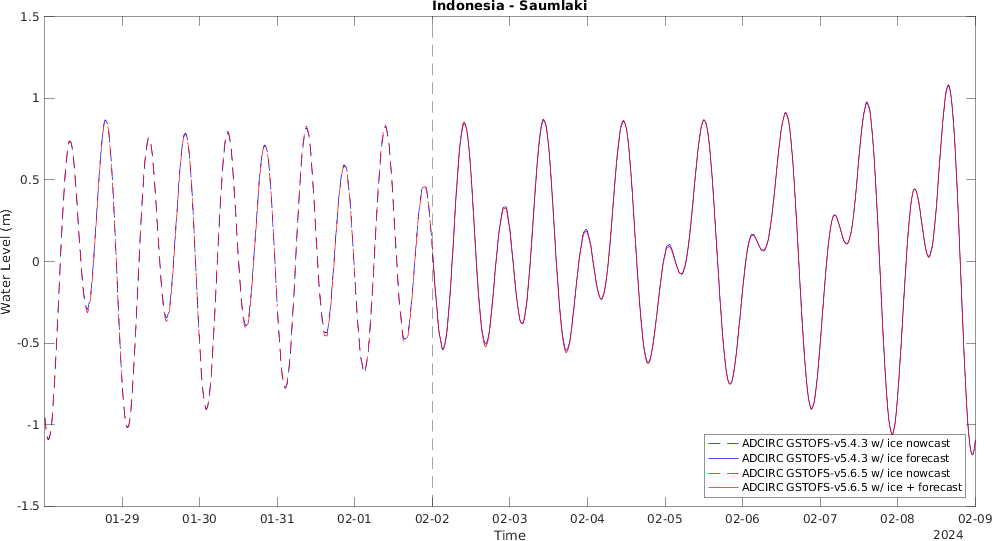 Indonesia - Saumlaki
1.5
1
0.5
0
-0.5
-1
-1.5
Water Level (m)
01-29 01-30 01-31 02-01 02-02 02-03 02-04 02-05 02-06 02-07 02-08 02-09
Time
2024
ADCIRC GSTOFS-v5.4.3 w/ ice nowcast
ADCIRC GSTOFS-v5.4.3 w/ ice forecast
ADCIRC GSTOFS-v5.6.5 w/ ice nowcast
ADCIRC GSTOFS-v5.6.5 w/ ice + forecast